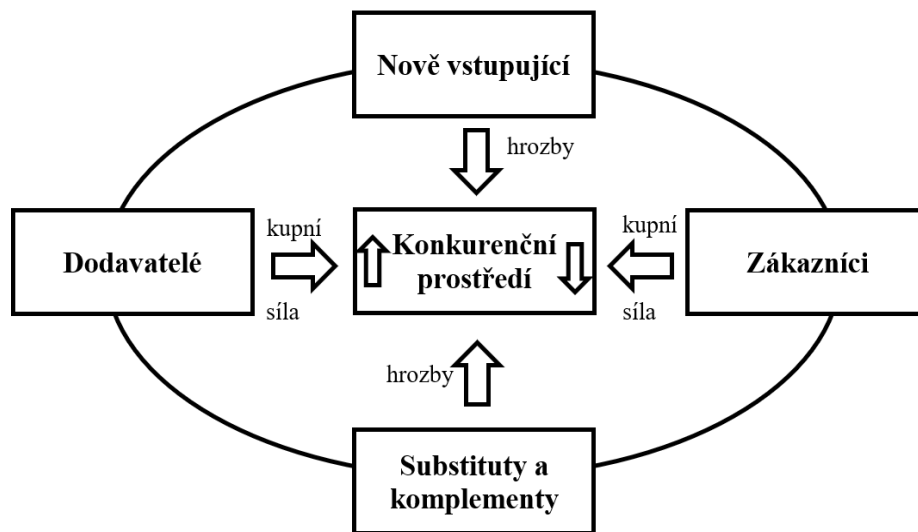 Nově vstupující
hrozby
Dodavatelé
kupní
síla
Konkurenční
prostředí
kupní
síla
Zákazníci
hrozby
Substituty a
komplementy